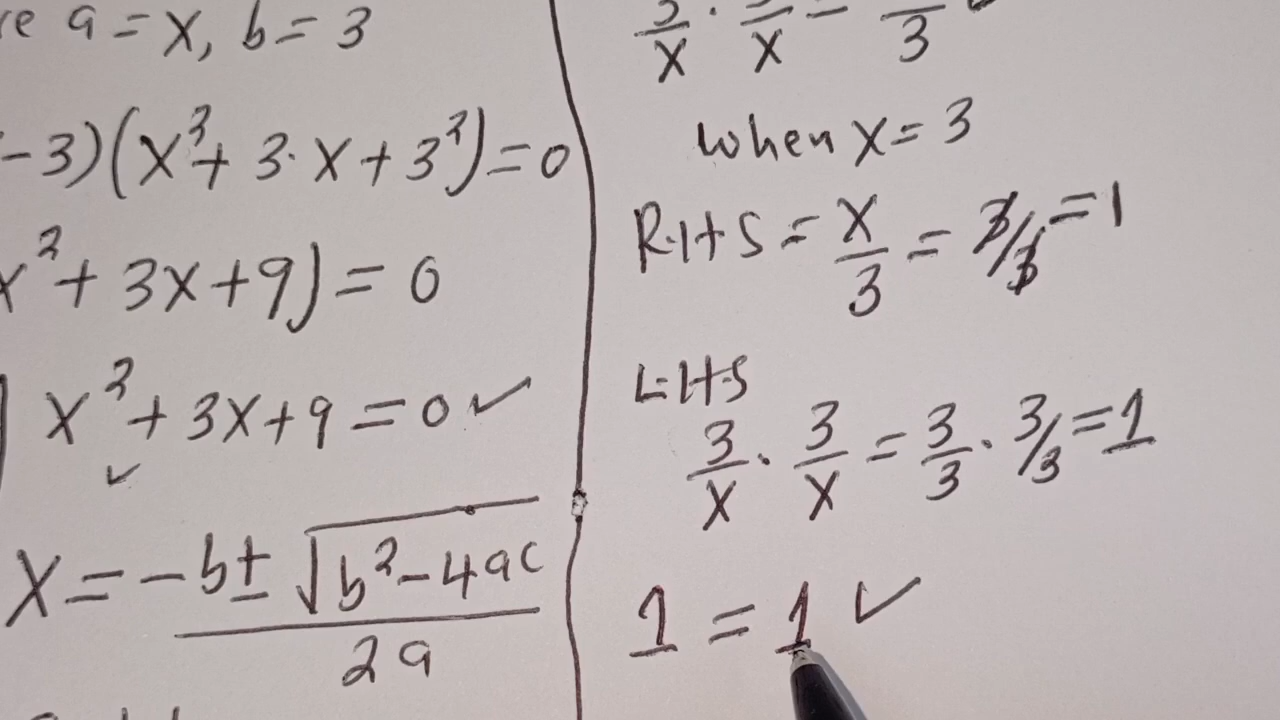 re a = x, b = 3
-3)(x² + 3·x + 3²) = 0
x² + 3x + 9) = 0
x² + 3x + 9 = 0 ✓
✓
x = -b ± √(b² - 4ac) / 2a
3/x · 3/x = /3
when x = 3
R.H.S = x/3 = 3/3 = 1
L.H.S
3/x · 3/x = 3/3 · 3/3 = 1
1 = 1 ✓